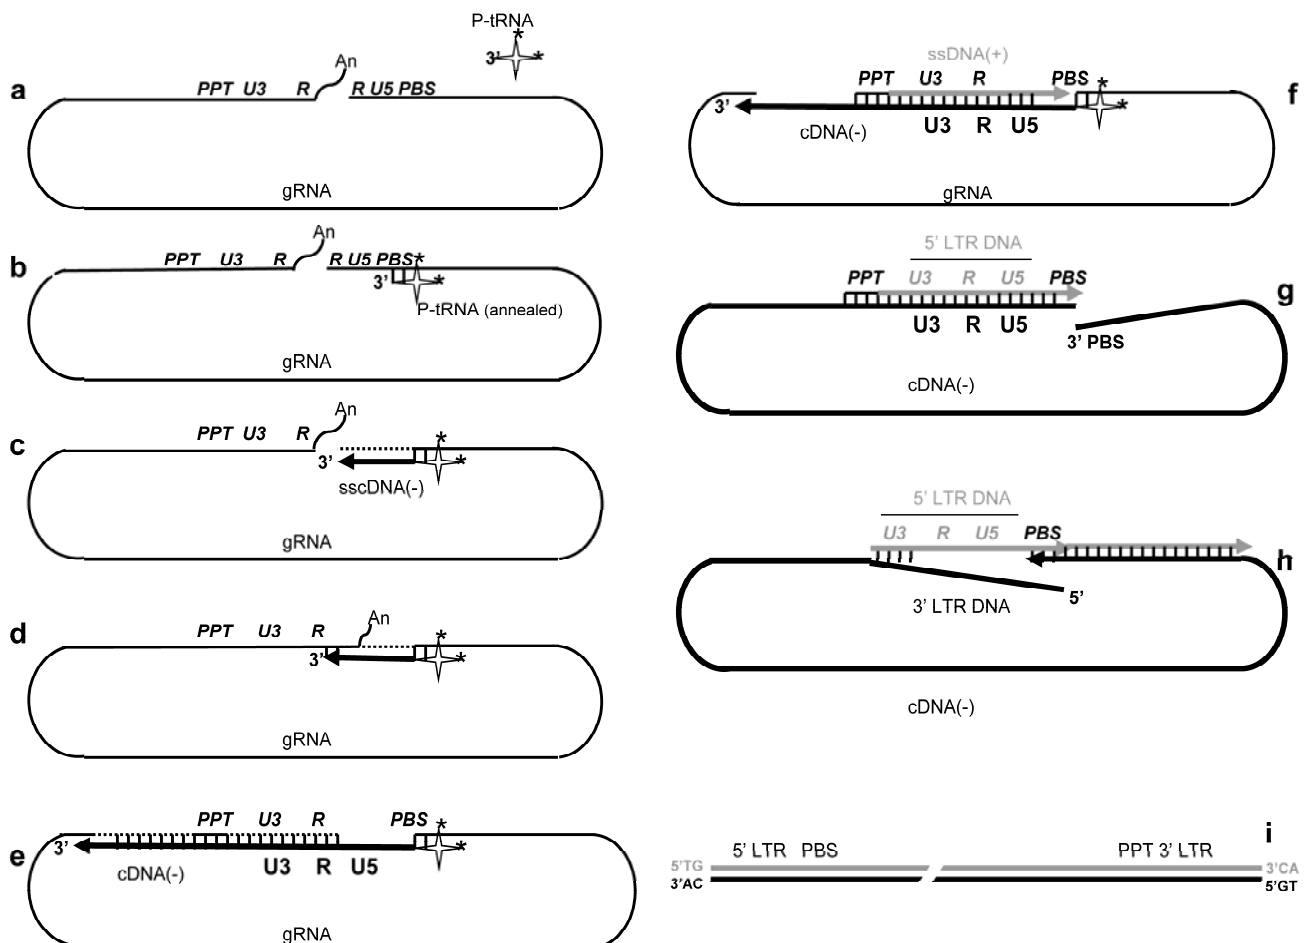 P-tRNA
*
3' *
An
a
PPT U3 R R U5 PBS
gRNA
An
b
PPT U3 R R U5 PBS*
3' *
P-tRNA (annealed)
gRNA
An
c
PPT U3 R *
3' *
sscDNA(-)
gRNA
d
An
PPT U3 R *
3' *
gRNA
PPT U3 R PBS *
e
3' *
cDNA(-) U3 R U5
gRNA
ssDNA(+)
PPT U3 R PBS *
f
3' *
cDNA(-) U3 R U5
gRNA
5' LTR DNA
PPT U3 R U5 PBS
g
U3 R U5 3' PBS
cDNA(-)
5' LTR DNA
U3 R U5 PBS
h
3' LTR DNA 5'
cDNA(-)
i
5' LTR PBS PPT 3' LTR
5'TG 3'CA
3'AC 5'GT